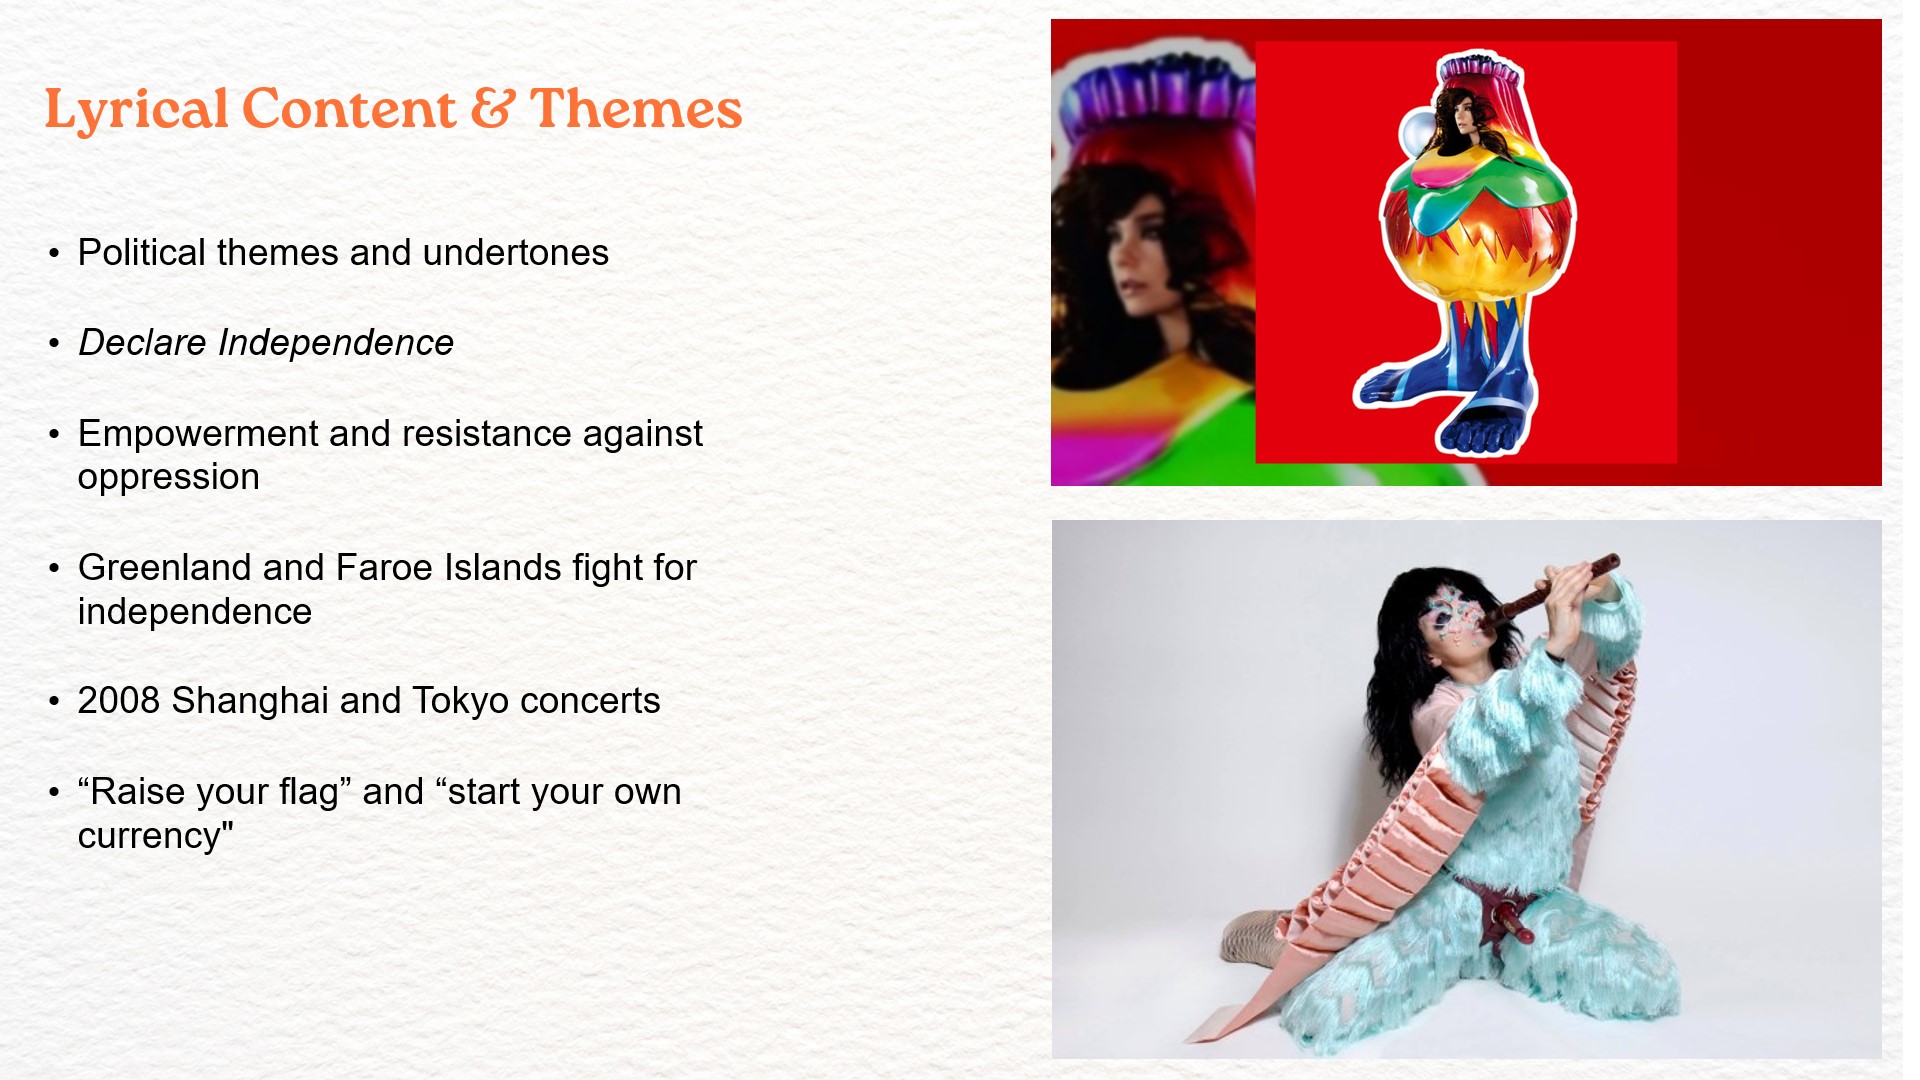 Lyrical Content & Themes
• Political themes and undertones
• Declare Independence
• Empowerment and resistance against
oppression
• Greenland and Faroe Islands fight for
independence
• 2008 Shanghai and Tokyo concerts
• “Raise your flag” and “start your own
currency"